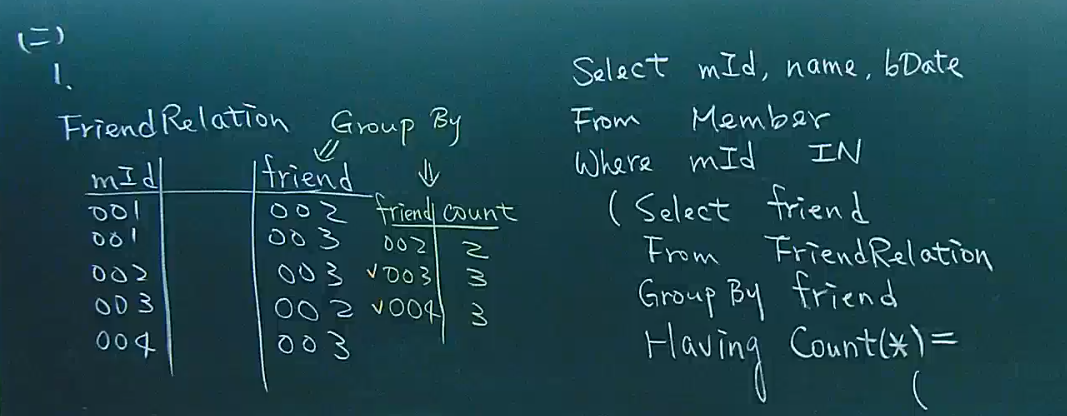 (二)
1.
FriendRelation Group By
mId friend
001 002
001 003
002 003
003 002
004 003
friend count
002 2
✓003 3
✓004 3
Select mId, name, bDate
From Member
Where mId IN
(Select friend
From FriendRelation
Group By friend
Having Count(*)=
(